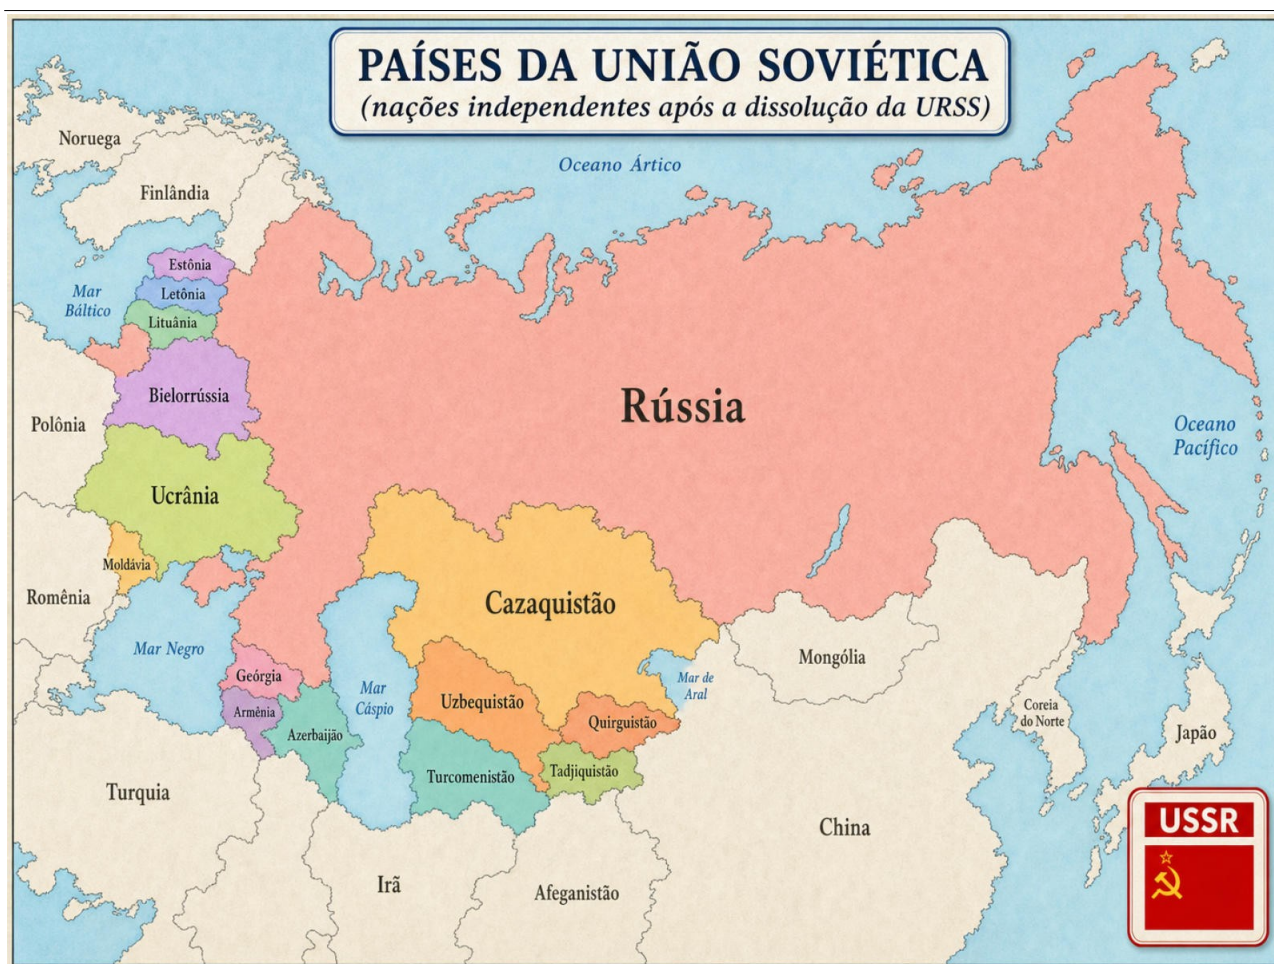 PAÍSES DA UNIÃO SOVIÉTICA
(nações independentes após a dissolução da URSS)
Noruega
Oceano Ártico
Finlândia
Estônia
Mar
Báltico
Letônia
Lituânia
Bielorrússia
Rússia
Polônia
Oceano
Pacífico
Ucrânia
Moldávia
Romênia
Cazaquistão
Mar Negro
Mongólia
Geórgia
Mar
Cáspio
Mar de
Aral
Uzbequistão
Armênia
Quirguistão
Coreia
do Norte
Azerbaijão
Japão
Turcomenistão
Tadjiquistão
Turquia
China
USSR
Irã
Afeganistão